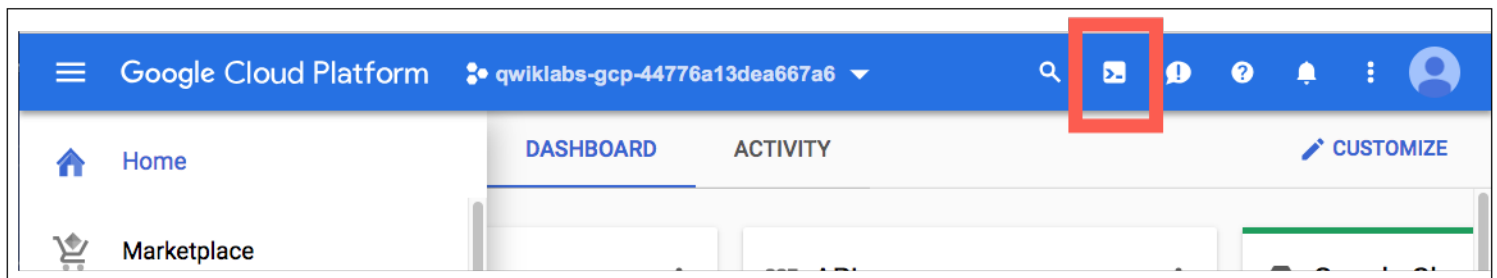 Google Cloud Platform qwiklabs-gcp-44776a13dea667a6
Home
DASHBOARD ACTIVITY CUSTOMIZE
Marketplace